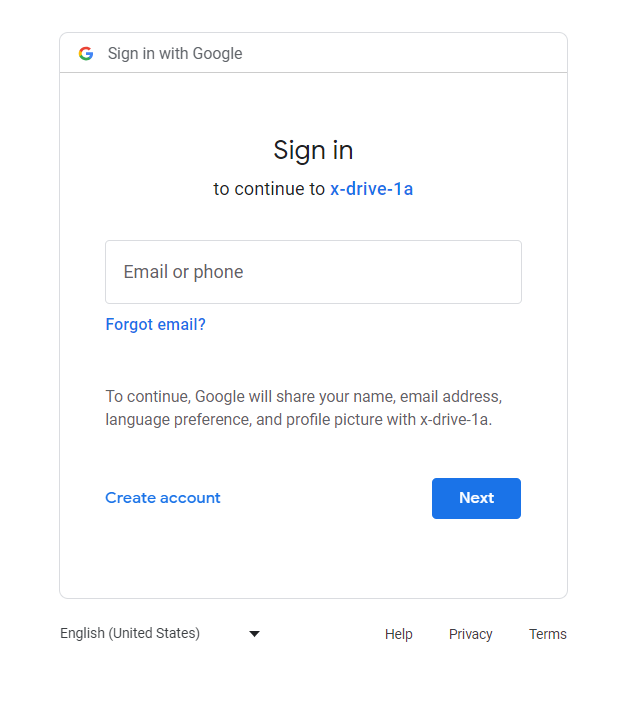 Sign in with Google
Sign in
to continue to x-drive-1a
Email or phone
Forgot email?
To continue, Google will share your name, email address,
language preference, and profile picture with x-drive-1a.
Create account
Next
English (United States)
Help Privacy Terms